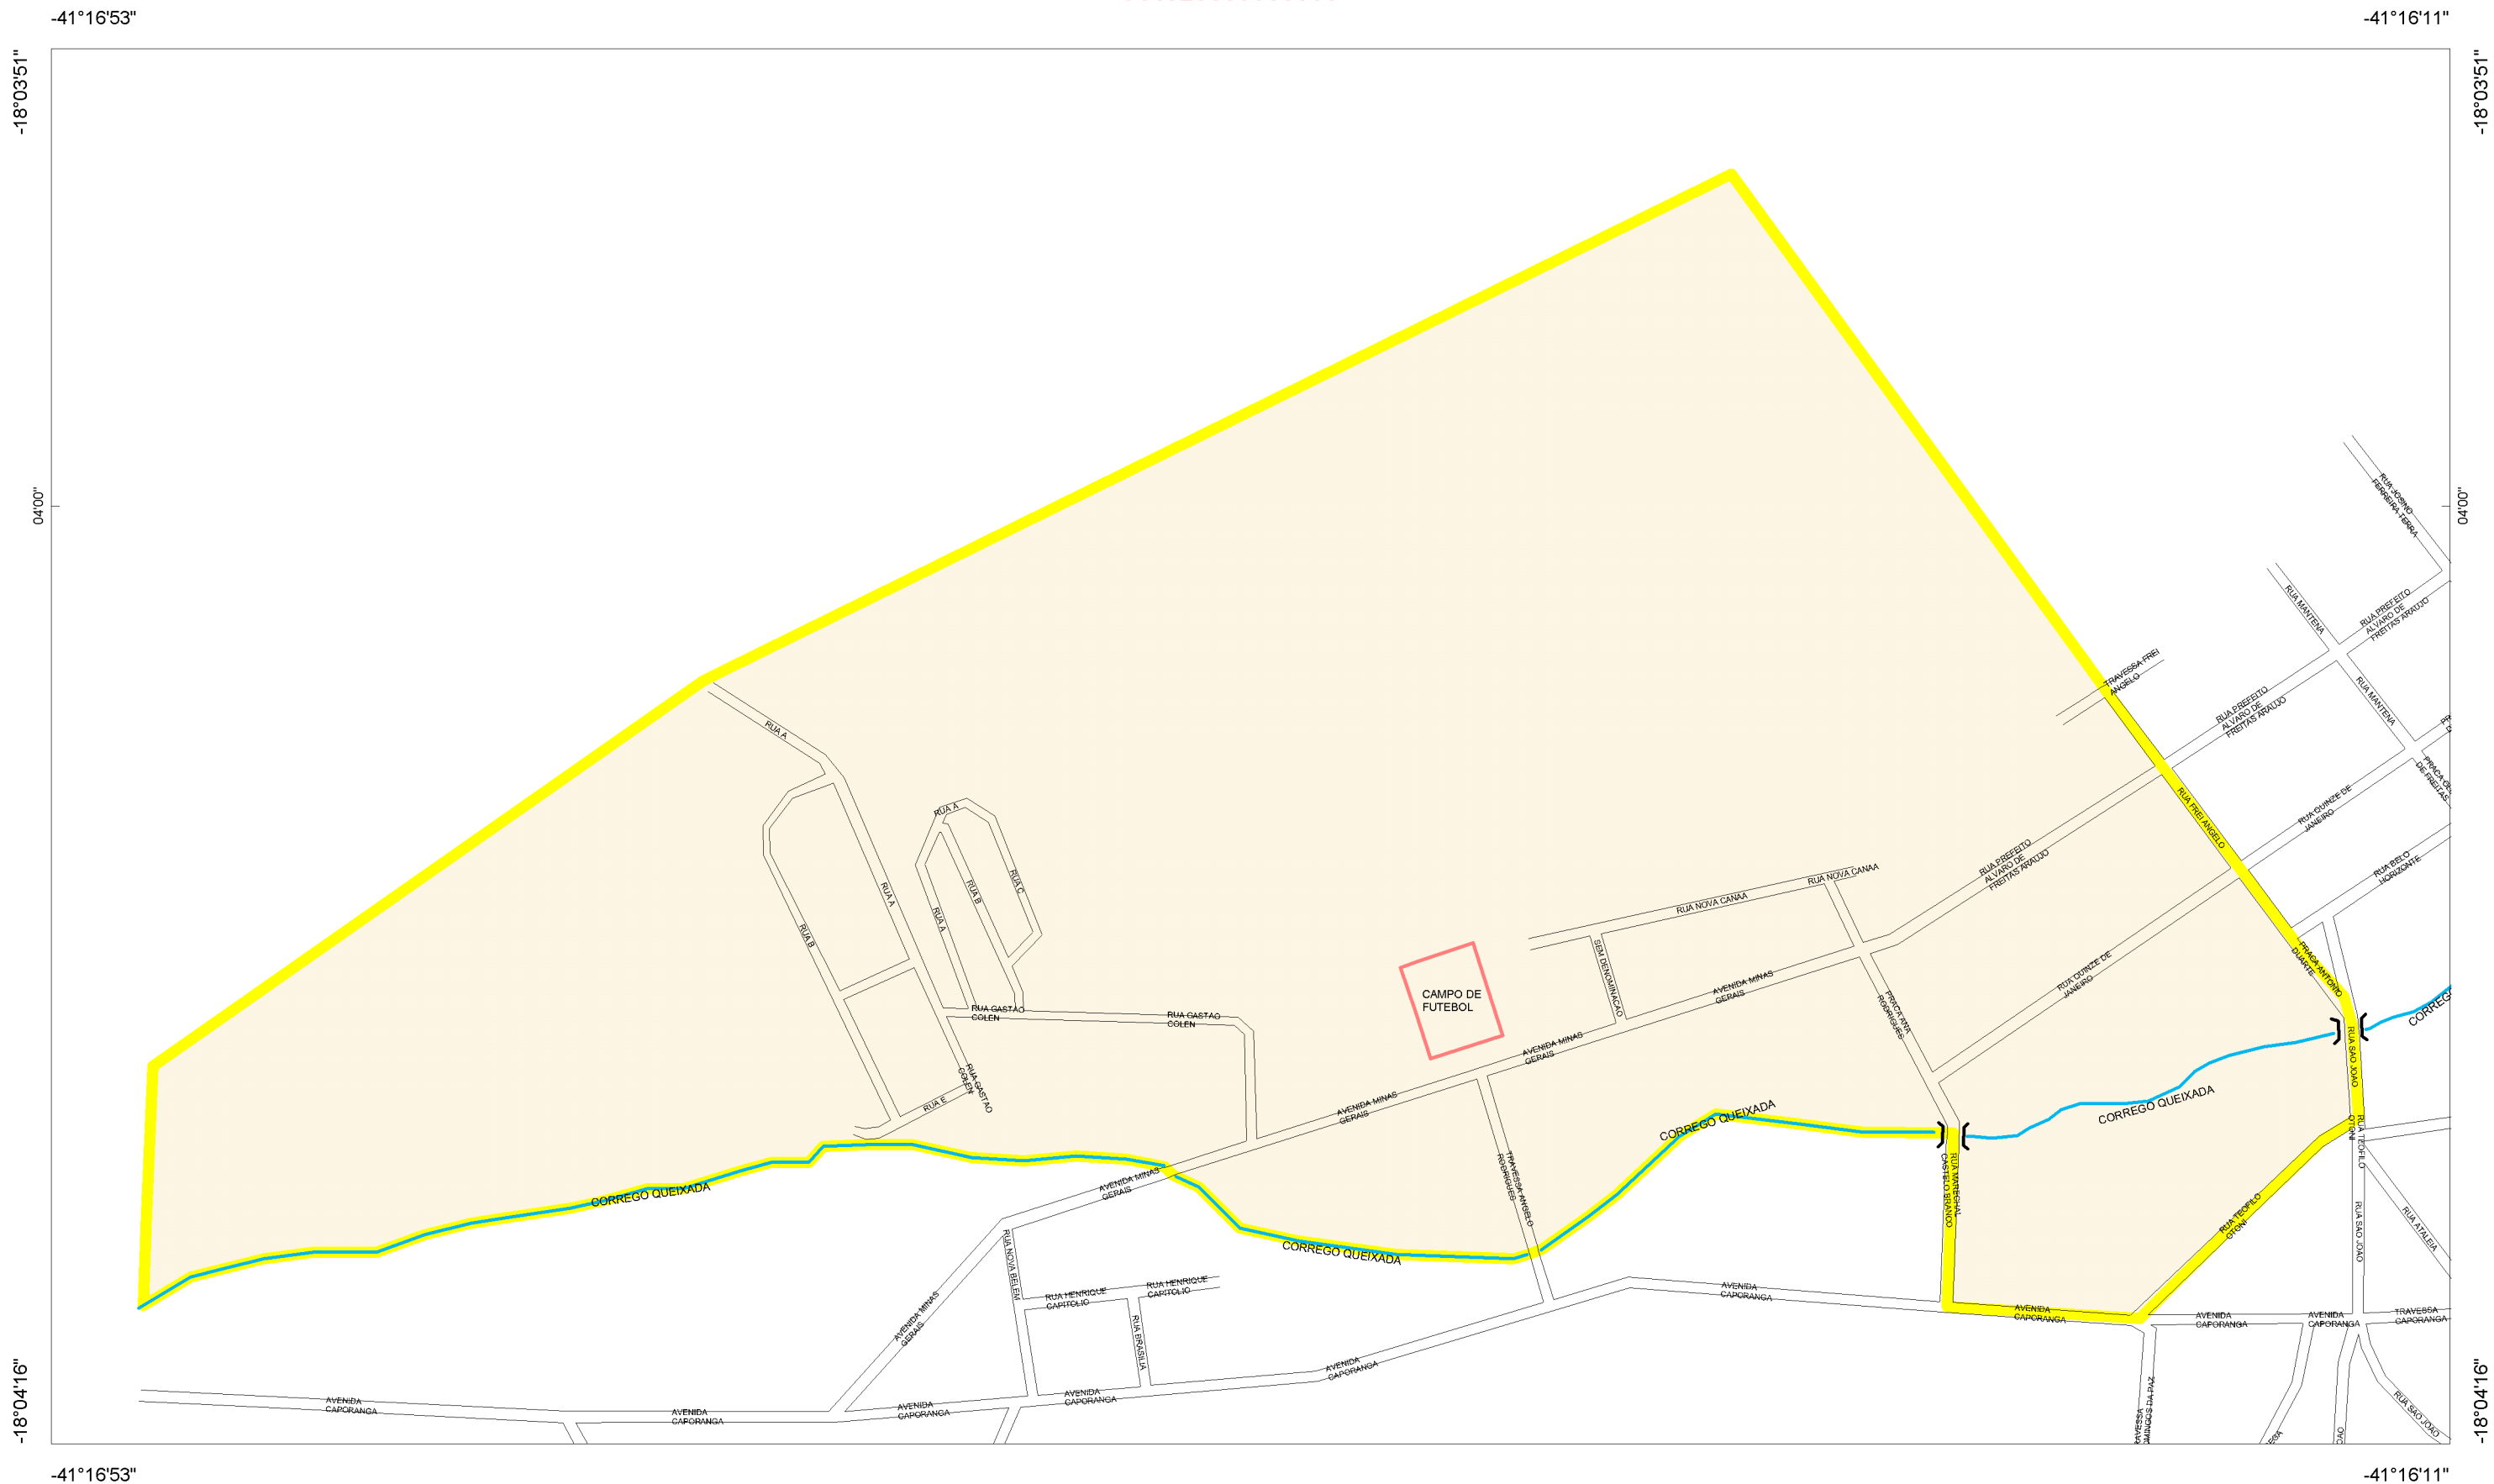 -41°16'53"
-41°16'11"
-18°03'51"
-18°03'51"
04'00"
04'00"
RUA JOSINO
FERREIRA TERRA
RUA MANTENA
RUA PREFEITO
ALVARO DE
FREITAS ARAUJO
TRAVESSA FREI
ANGELO
RUA PREFEITO
ALVARO DE
FREITAS ARAUJO
RUA MANTENA
RUA A
RUA FREI ANGELO
RUA QUINZE DE
JANEIRO
DE FREITAS
RUA A
RUA B
RUA C
RUA A
RUA A
RUA B
RUA NOVA CANAA
RUA NOVA CANAA
RUA PREFEITO
ALVARO DE
FREITAS ARAUJO
RUA BELO
HORIZONTE
SEM DENOMINACAO
CAMPO DE
FUTEBOL
AVENIDA MINAS
GERAIS
PRACA ANA
RODRIGUES
RUA QUINZE DE
JANEIRO
PRACA ANTONIO
DUARTE
RUA GASTAO
COLEN
RUA GASTAO
COLEN
AVENIDA MINAS
GERAIS
RUA SAO JOAO
CORREGO
RUA GASTAO
COLEN
RUA E
AVENIDA MINAS
GERAIS
CORREGO QUEIXADA
CORREGO QUEIXADA
CORREGO QUEIXADA
AVENIDA MINAS
GERAIS
TRAVESSA ANGELO
RODRIGUES
RUA MARECHAL
CASTELO BRANCO
RUA TEOFILO
OTONI
RUA TEOFILO
OTONI
RUA SAO JOAO
RUA ATALEIA
RUA NOVA BELEM
CORREGO QUEIXADA
RUA HENRIQUE
CAPITOLIO
RUA HENRIQUE
CAPITOLIO
AVENIDA
CAPORANGA
AVENIDA MINAS
GERAIS
RUA BRASILIA
AVENIDA
CAPORANGA
AVENIDA
CAPORANGA
AVENIDA
CAPORANGA
TRAVESSA
CAPORANGA
AVENIDA
CAPORANGA
AVENIDA
CAPORANGA
AVENIDA
CAPORANGA
AVENIDA
CAPORANGA
AVENIDA
CAPORANGA
RUA SAO JOAO
-18°04'16"
-18°04'16"
-41°16'53"
-41°16'11"